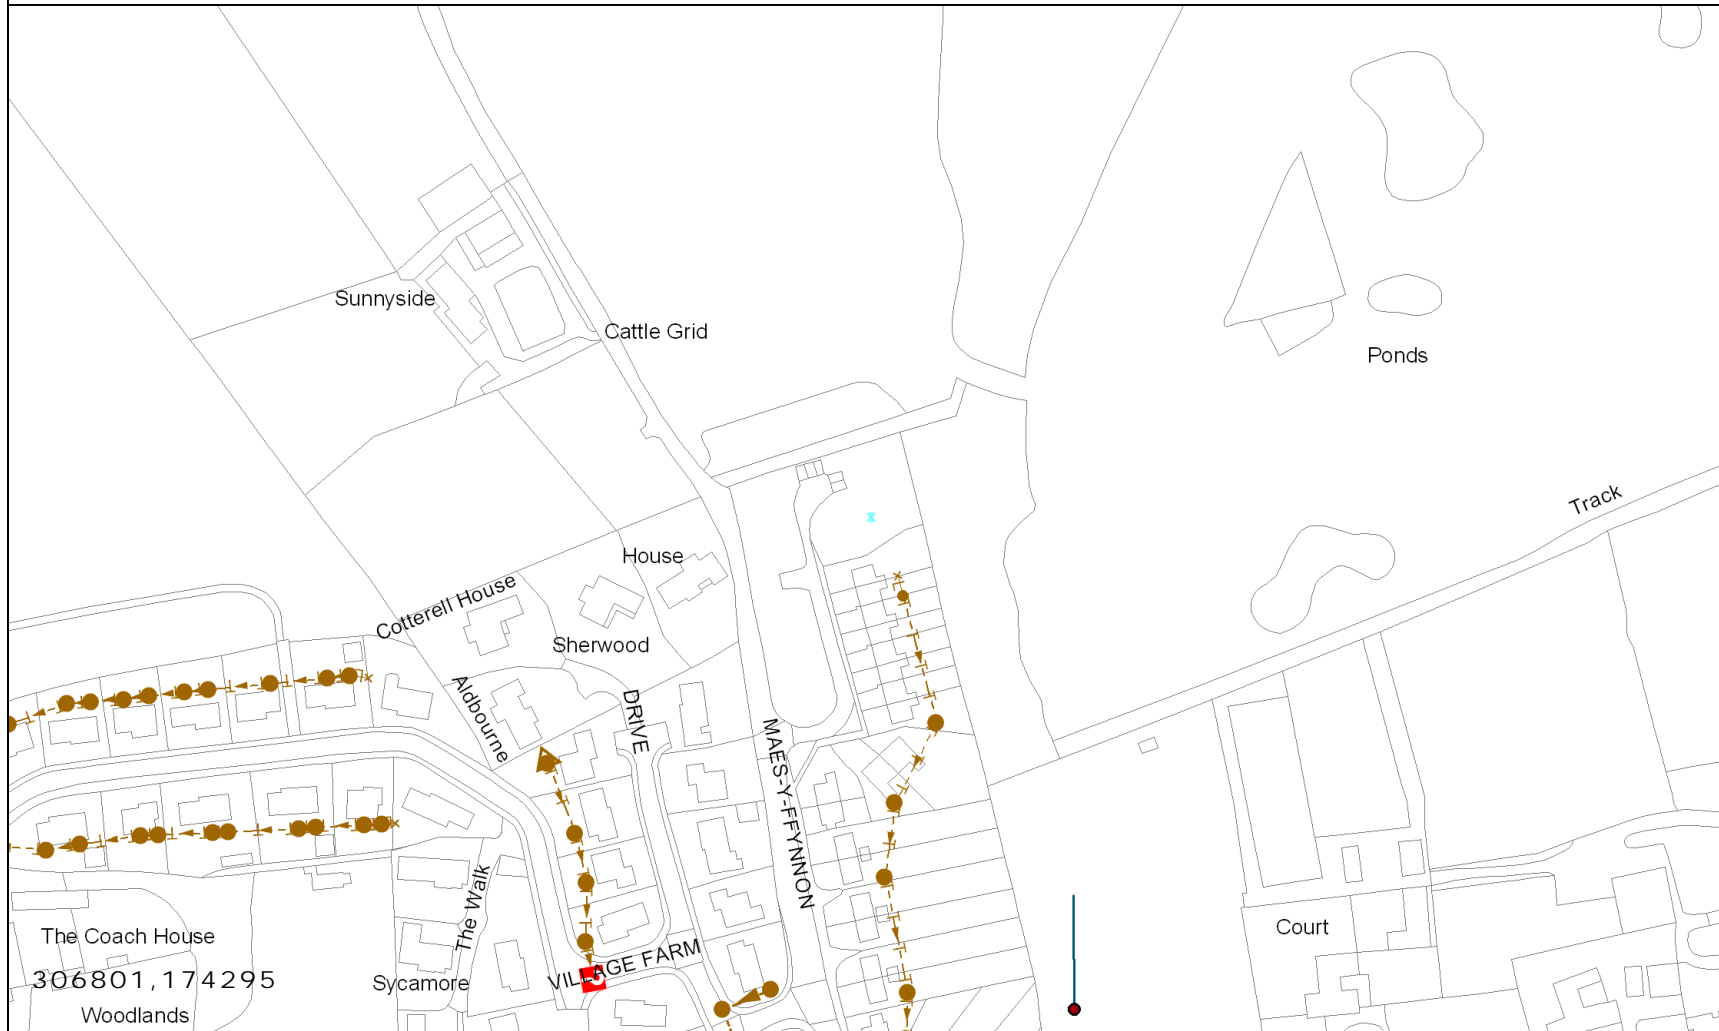 Sunnyside
Cattle Grid
Ponds
Track
House
Cotterell House
Sherwood
Aldbourne
DRIVE
MAES-Y-FFYNNON
The Walk
The Coach House
Court
VILLAGE FARM
306801,174295
Sycamore
Woodlands